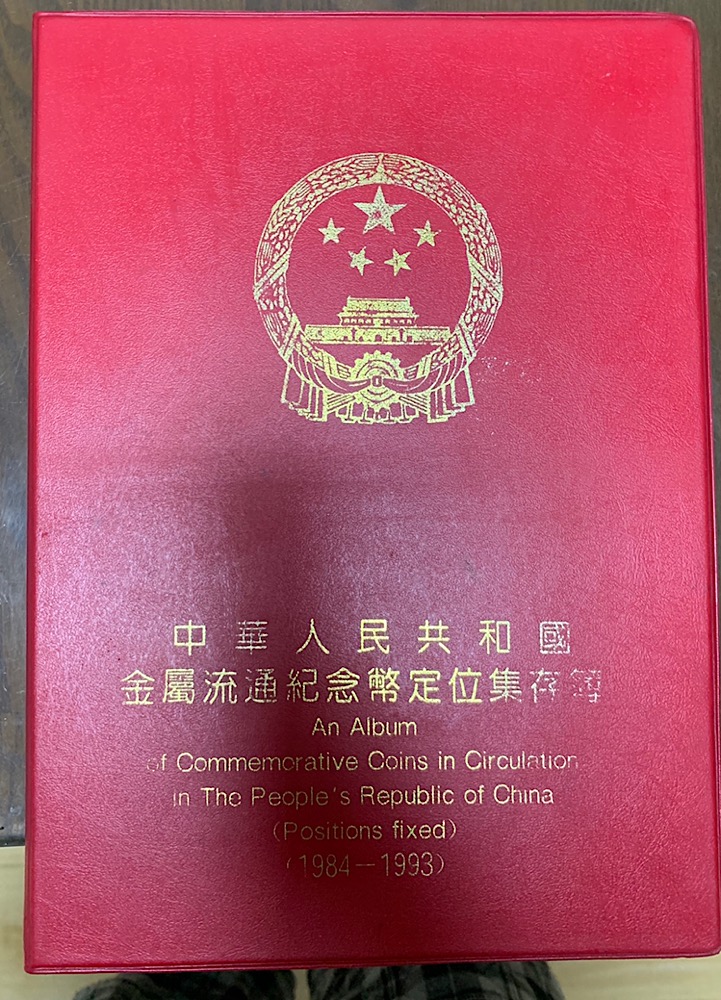 中華人民共和國
金屬流通紀念幣定位集存簿
An Album
of Commemorative Coins in Circulation
in The People's Republic of China
(Positions fixed)
(1984—1993)